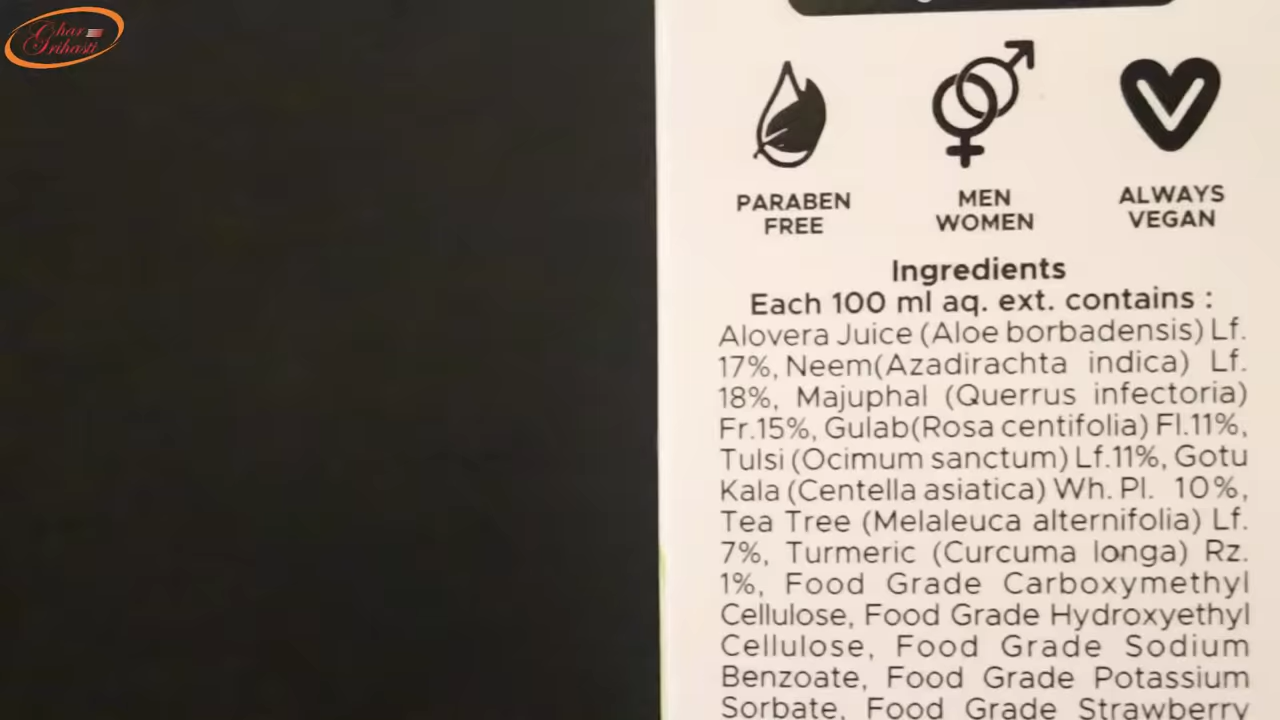 Ghar
Grihasti
PARABEN
FREE
MEN
WOMEN
ALWAYS
VEGAN
Ingredients
Each 100 ml aq. ext. contains :
Alovera Juice (Aloe borbadensis) Lf.
17%, Neem(Azadirachta indica) Lf.
18%, Majuphal (Querrus infectoria)
Fr.15%, Gulab(Rosa centifolia) Fl.11%,
Tulsi (Ocimum sanctum) Lf.11%, Gotu
Kala (Centella asiatica) Wh. Pl. 10%,
Tea Tree (Melaleuca alternifolia) Lf.
7%, Turmeric (Curcuma longa) Rz.
1%, Food Grade Carboxymethyl
Cellulose, Food Grade Hydroxyethyl
Cellulose, Food Grade Sodium
Benzoate, Food Grade Potassium
Sorbate, Food Grade Strawberry